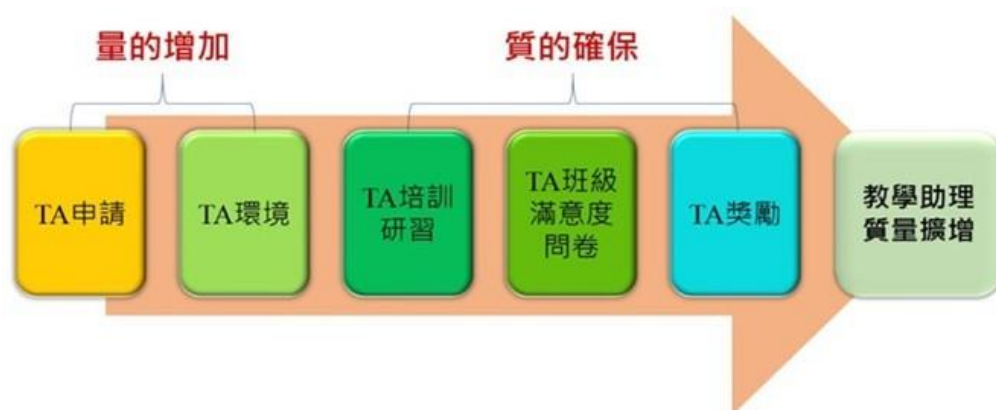 量的增加
質的確保
TA申請
TA環境
TA培訓
研習
TA班級
滿意度
問卷
TA獎勵
教學助理
質量擴增